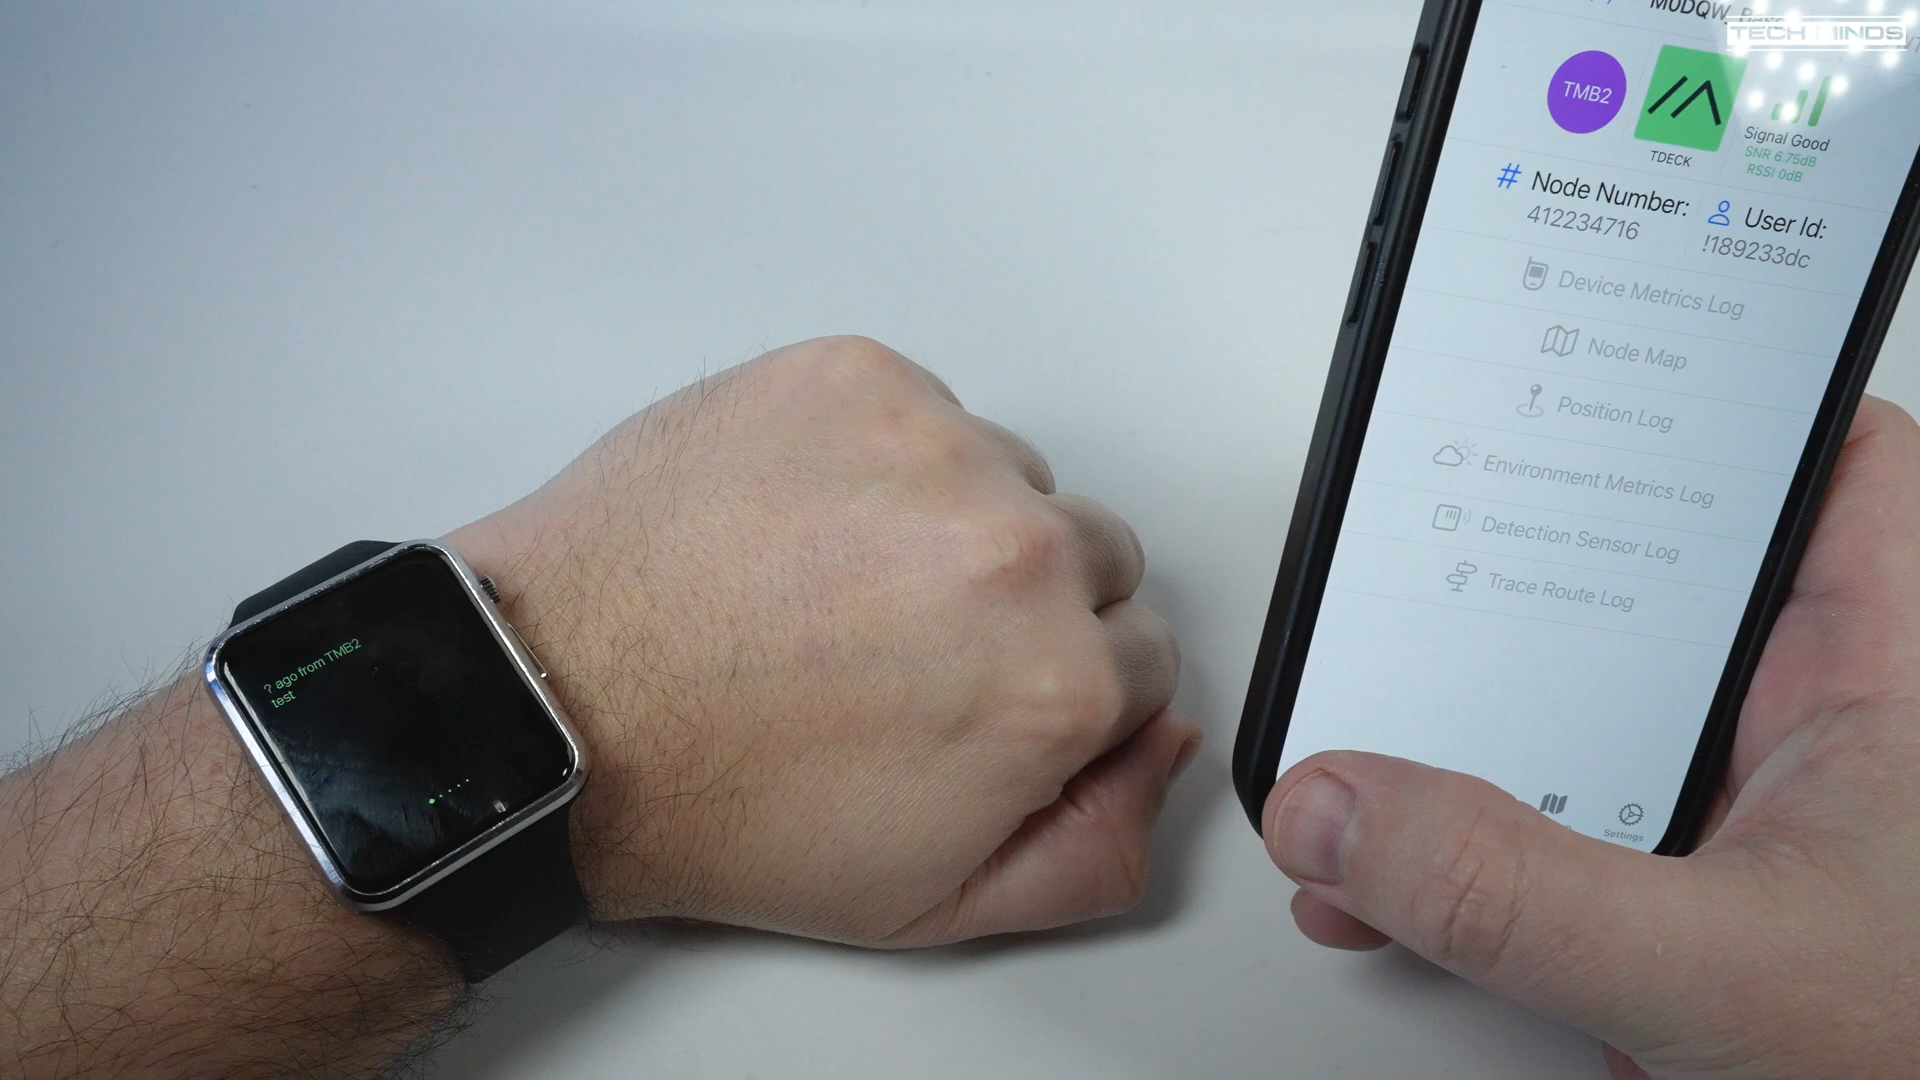 M0DQW_Base
TECH MINDS
TMB2
TDECK
Signal Good
SNR 6.75dB
RSSI 0dB
Node Number:
412234716
User Id:
!189233dc
Device Metrics Log
Node Map
Position Log
Environment Metrics Log
Detection Sensor Log
Trace Route Log
Settings
? ago from TMB2
test